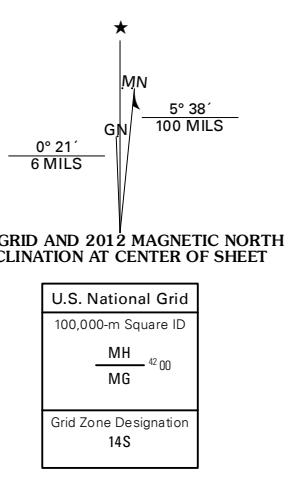 ★
MN
GN
5° 38´
100 MILS
0° 21´
6 MILS
GRID AND 2012 MAGNETIC NORTH
CLINATION AT CENTER OF SHEET
U.S. National Grid
100,000-m Square ID
MH
42 00
MG
Grid Zone Designation
14S